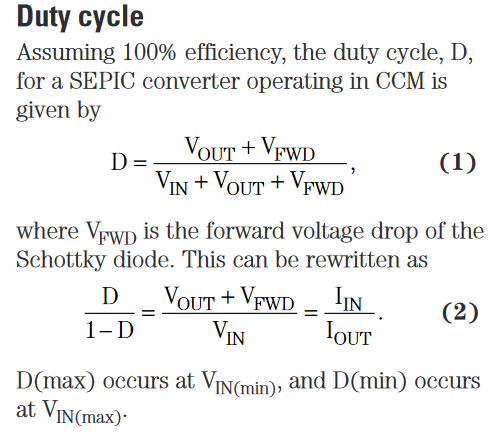 Duty cycle
Assuming 100% efficiency, the duty cycle, D,
for a SEPIC converter operating in CCM is
given by
D = (V_OUT + V_FWD) / (V_IN + V_OUT + V_FWD), (1)
where V_FWD is the forward voltage drop of the
Schottky diode. This can be rewritten as
D / (1 – D) = (V_OUT + V_FWD) / V_IN = I_IN / I_OUT. (2)
D(max) occurs at V_IN(min), and D(min) occurs
at V_IN(max).